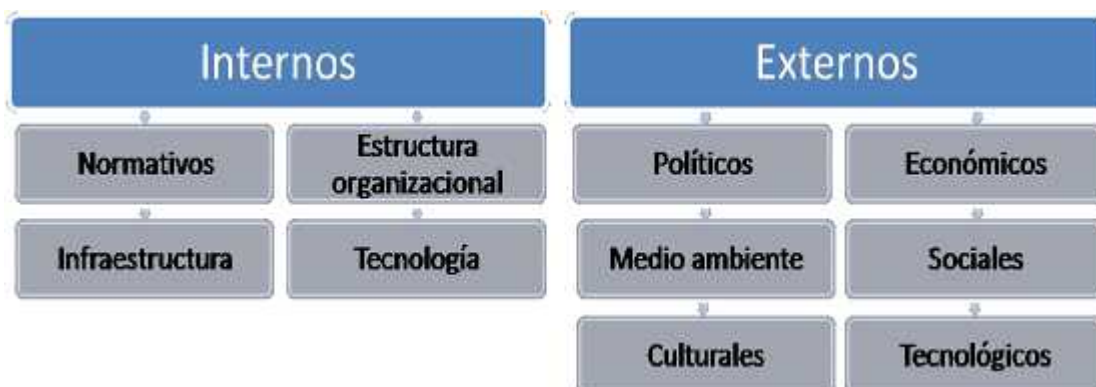 Internos
Normativos
Estructura
organizacional
Infraestructura
Tecnología
Externos
Políticos
Económicos
Medio ambiente
Sociales
Culturales
Tecnológicos